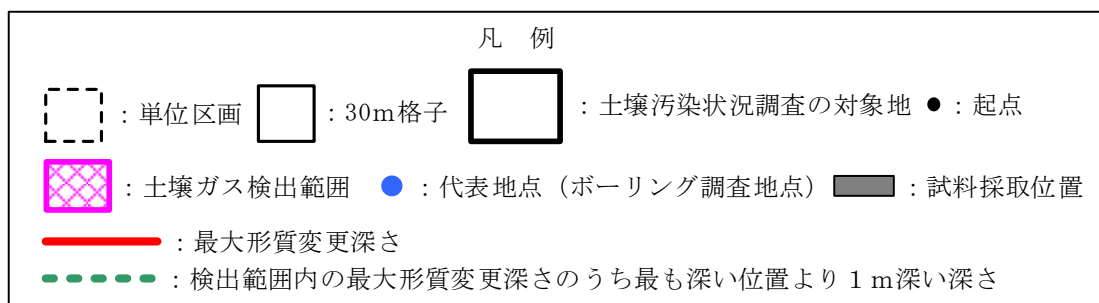 凡 例
：単位区画 ：30m格子 ：土壌汚染状況調査の対象地 ：起点
：土壌ガス検出範囲 ：代表地点（ボーリング調査地点） ：試料採取位置
：最大形質変更深さ
：検出範囲内の最大形質変更深さのうち最も深い位置より１ｍ深い深さ